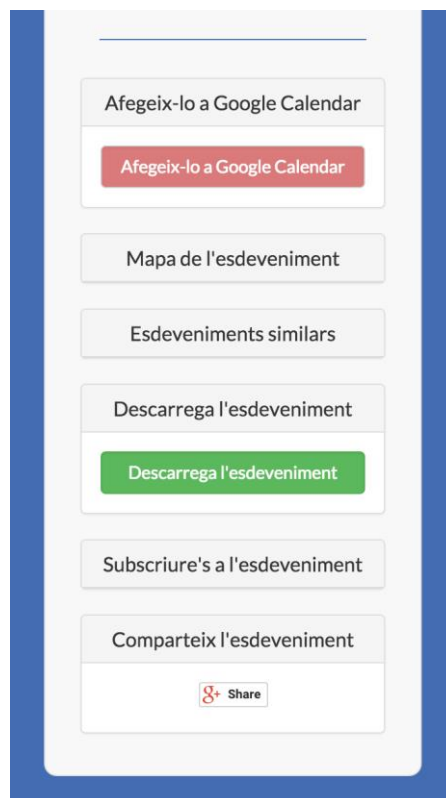 Afegeix-lo a Google Calendar
Afegeix-lo a Google Calendar
Mapa de l'esdeveniment
Esdeveniments similars
Descarrega l'esdeveniment
Descarrega l'esdeveniment
Subscriure's a l'esdeveniment
Comparteix l'esdeveniment
g+ Share